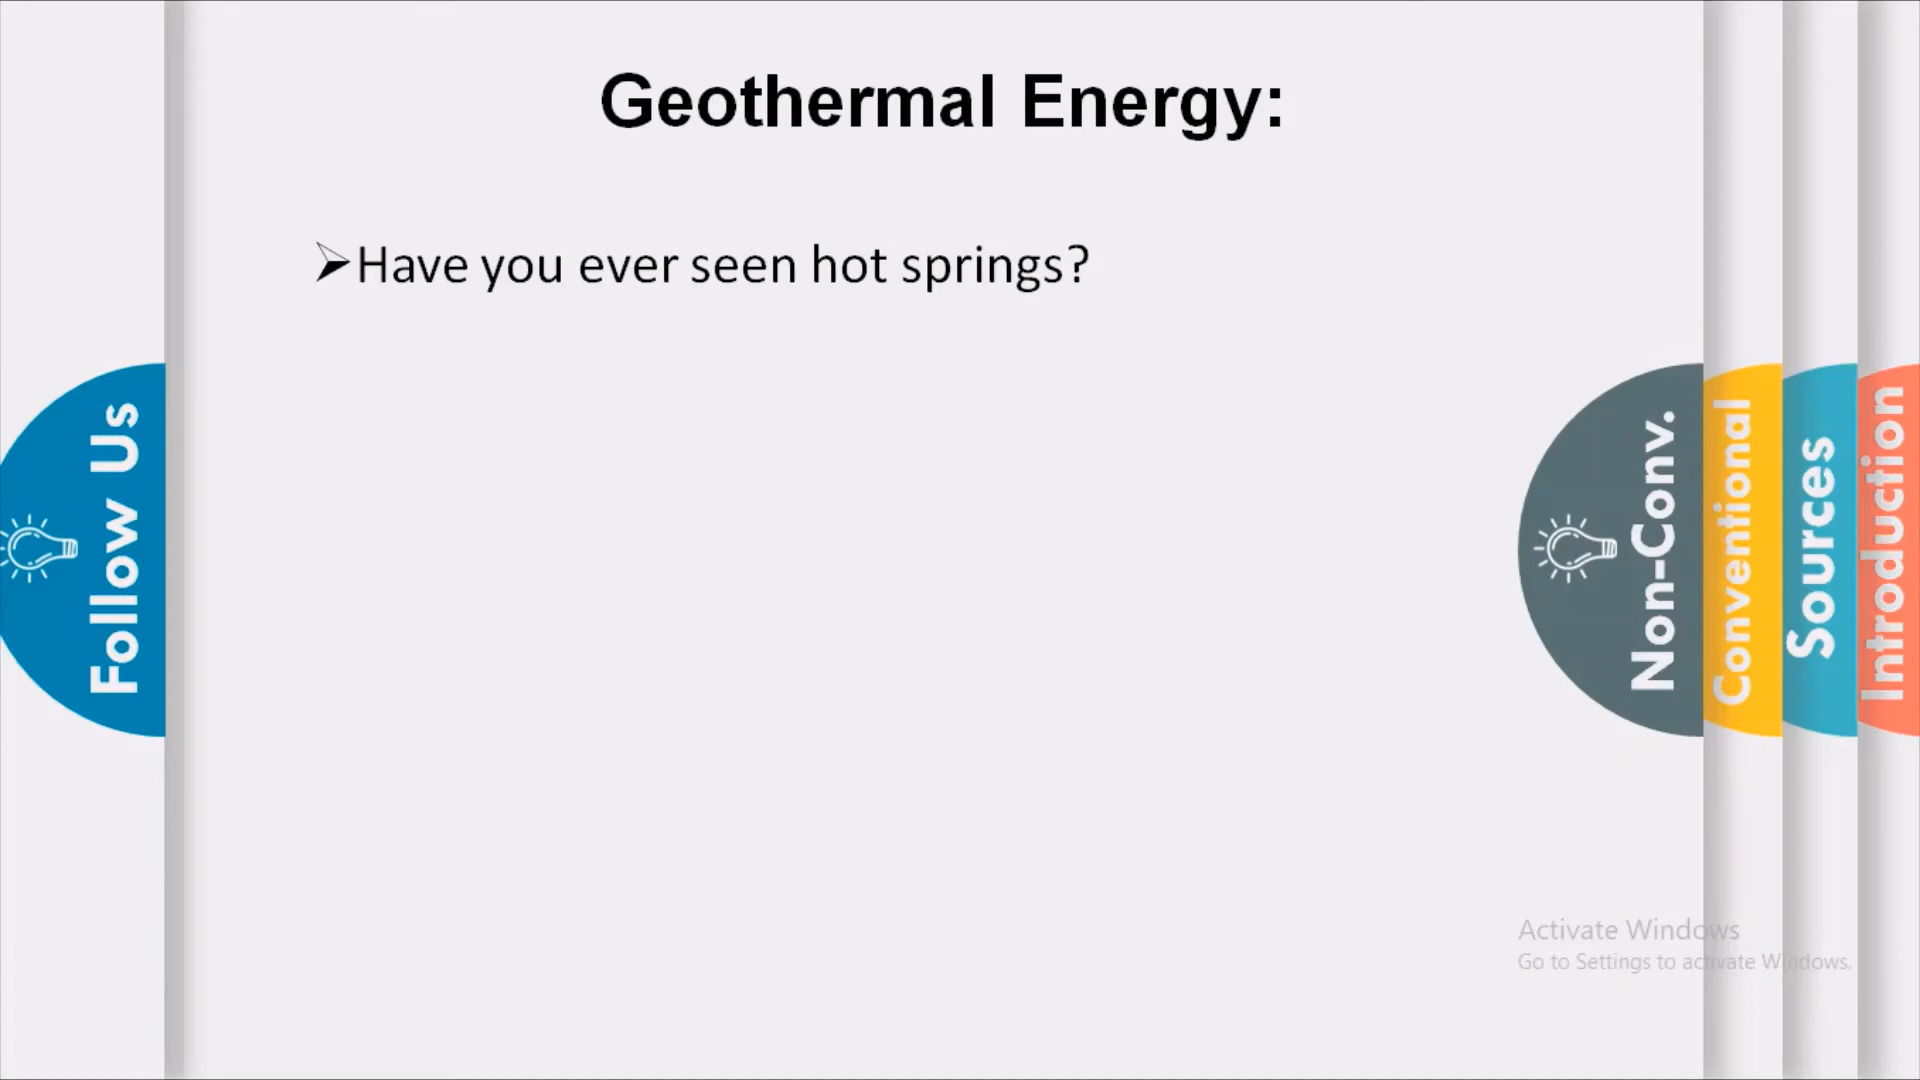 Geothermal Energy:
➢Have you ever seen hot springs?
Follow Us
Non-Conv.
Conventional
Sources
Introduction
Activate Windows
Go to Settings to activate Windows.